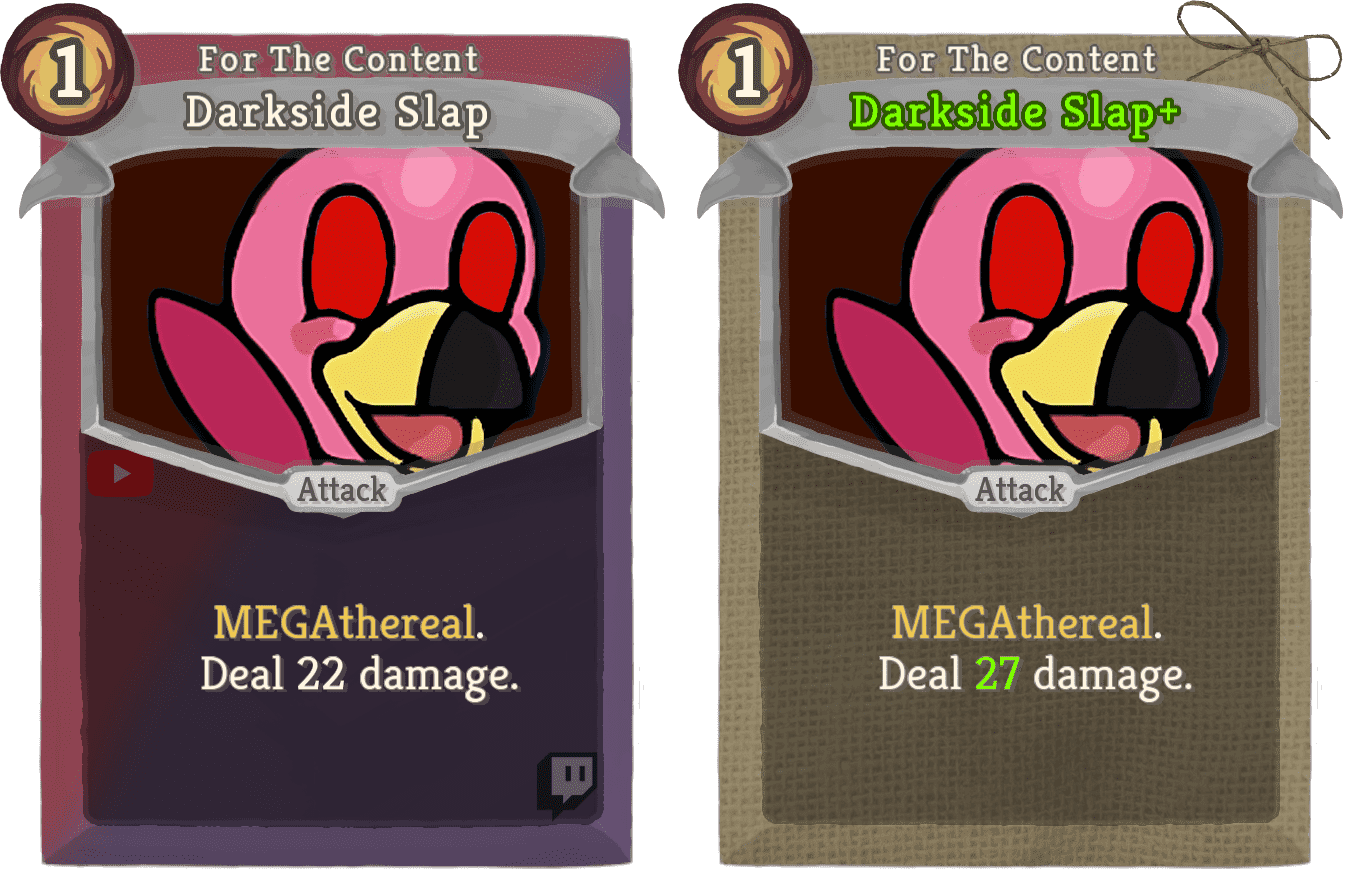 1
For The Content
Darkside Slap
Attack
MEGAthereal.
Deal 22 damage.
1
For The Content
Darkside Slap+
Attack
MEGAthereal.
Deal 27 damage.